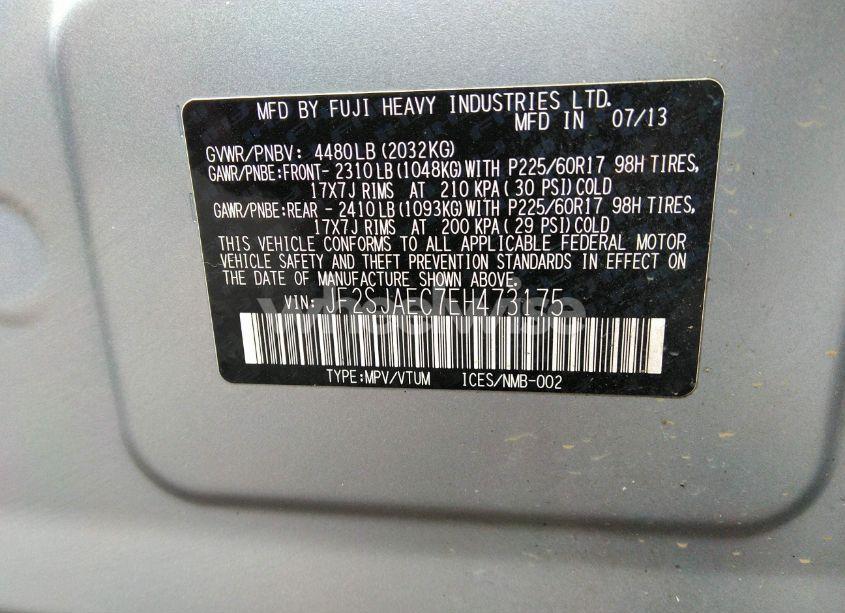 MFD BY FUJI HEAVY INDUSTRIES LTD.
MFD IN 07/13
GVWR/PNBV: 4480LB (2032KG)
GAWR/PNBE:FRONT- 2310LB (1048KG)WITH P225/60R17 98H TIRES,
17X7J RIMS AT 210 KPA( 30 PSI)COLD
GAWR/PNBE:REAR - 2410LB (1093KG)WITH P225/60R17 98H TIRES,
17X7J RIMS AT 200 KPA( 29 PSI)COLD
THIS VEHICLE CONFORMS TO ALL APPLICABLE FEDERAL MOTOR
VEHICLE SAFETY AND THEFT PREVENTION STANDARDS IN EFFECT ON
THE DATE OF MANUFACTURE SHOWN ABOVE.
VIN: JF2SJAEC7EH473175
TYPE:MPV/VTUM ICES/NMB-002